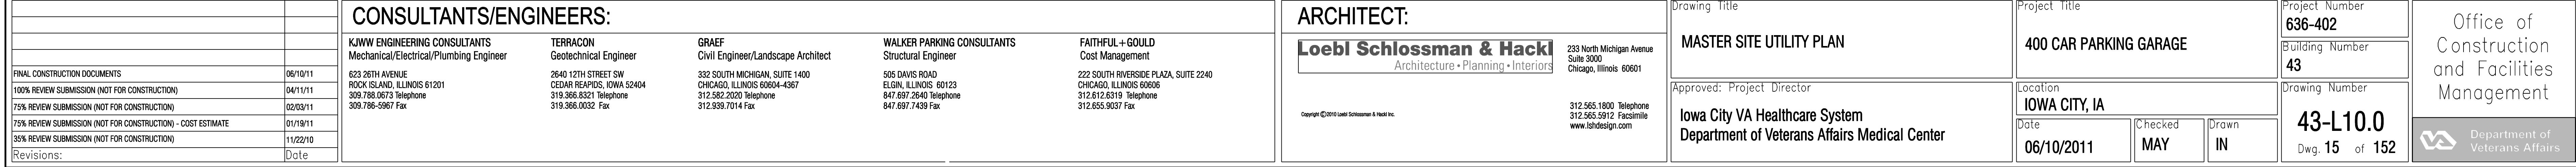 FINAL CONSTRUCTION DOCUMENTS 06/10/11
100% REVIEW SUBMISSION (NOT FOR CONSTRUCTION) 04/11/11
75% REVIEW SUBMISSION (NOT FOR CONSTRUCTION) 02/03/11
75% REVIEW SUBMISSION (NOT FOR CONSTRUCTION) - COST ESTIMATE 01/19/11
35% REVIEW SUBMISSION (NOT FOR CONSTRUCTION) 11/22/10
Revisions: Date
CONSULTANTS/ENGINEERS:
KJWW ENGINEERING CONSULTANTS
Mechanical/Electrical/Plumbing Engineer
623 26TH AVENUE
ROCK ISLAND, ILLINOIS 61201
309.788.0673 Telephone
309.786-5967 Fax
TERRACON
Geotechnical Engineer
2640 12TH STREET SW
CEDAR REAPIDS, IOWA 52404
319.366.8321 Telephone
319.366.0032 Fax
GRAEF
Civil Engineer/Landscape Architect
332 SOUTH MICHIGAN, SUITE 1400
CHICAGO, ILLINOIS 60604-4367
312.582.2020 Telephone
312.939.7014 Fax
WALKER PARKING CONSULTANTS
Structural Engineer
505 DAVIS ROAD
ELGIN, ILLINOIS 60123
847.697.2640 Telephone
847.697.7439 Fax
FAITHFUL+GOULD
Cost Management
222 SOUTH RIVERSIDE PLAZA, SUITE 2240
CHICAGO, ILLINOIS 60606
312.612.6319 Telephone
312.655.9037 Fax
ARCHITECT:
Loebl Schlossman & Hackl
Architecture • Planning • Interiors
233 North Michigan Avenue
Suite 3000
Chicago, Illinois 60601
Copyright ©2010 Loebl Schlossman & Hackl Inc.
312.565.1800 Telephone
312.565.5912 Facsimile
www.lshdesign.com
Drawing Title
MASTER SITE UTILITY PLAN
Approved: Project Director
Iowa City VA Healthcare System
Department of Veterans Affairs Medical Center
Project Title
400 CAR PARKING GARAGE
Location
IOWA CITY, IA
Date
06/10/2011
Checked
MAY
Drawn
IN
Project Number
636-402
Building Number
43
Drawing Number
43-L10.0
Dwg. 15 of 152
Office of
Construction
and Facilities
Management
Department of
Veterans Affairs